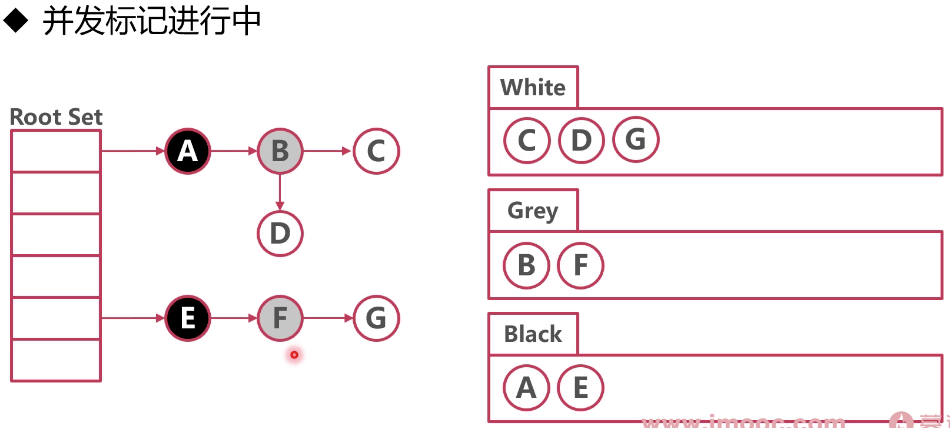 ◆ 并发标记进行中
Root Set
A B C
D
E F G
White
C D G
Grey
B F
Black
A E
www.imooc.com